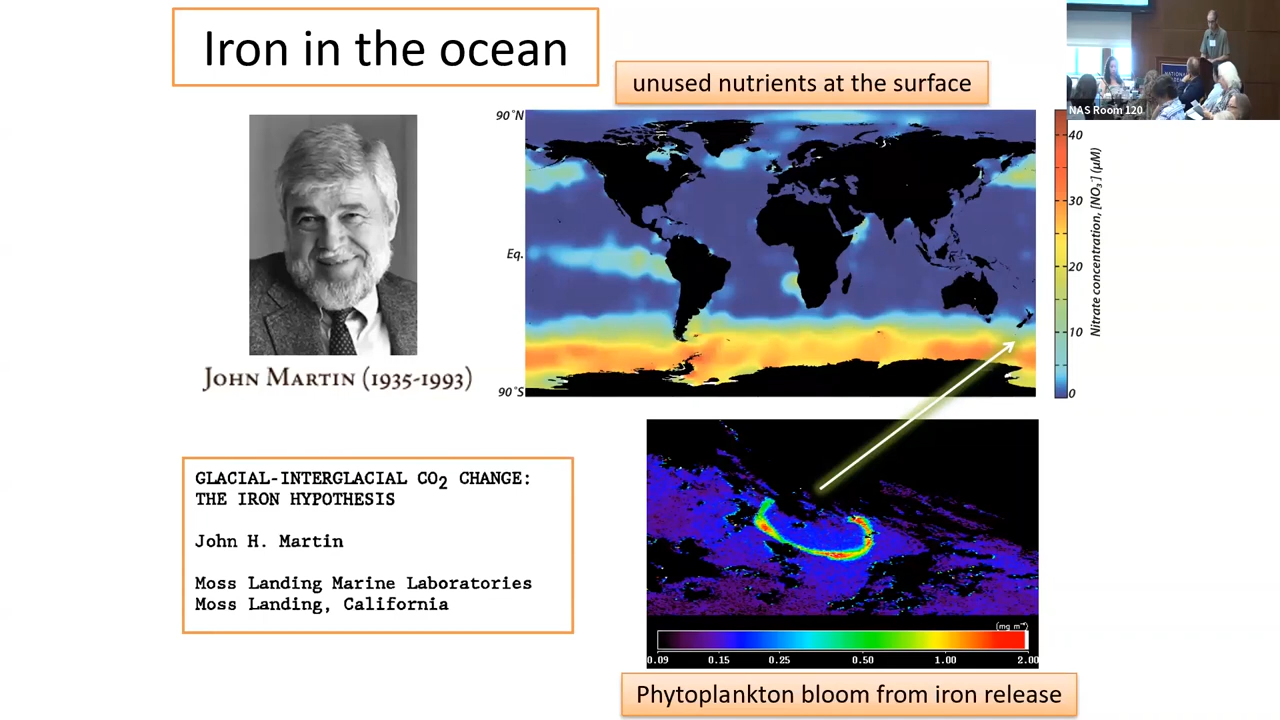 Iron in the ocean
unused nutrients at the surface
NAS Room 120
NATIONAL
90°N
Eq.
90°S
40
30
20
10
0
Nitrate concentration, [NO₃⁻] (μM)
JOHN MARTIN (1935-1993)
GLACIAL-INTERGLACIAL CO₂ CHANGE:
THE IRON HYPOTHESIS
John H. Martin
Moss Landing Marine Laboratories
Moss Landing, California
(mg m⁻³)
0.09 0.15 0.25 0.50 1.00 2.00
Phytoplankton bloom from iron release